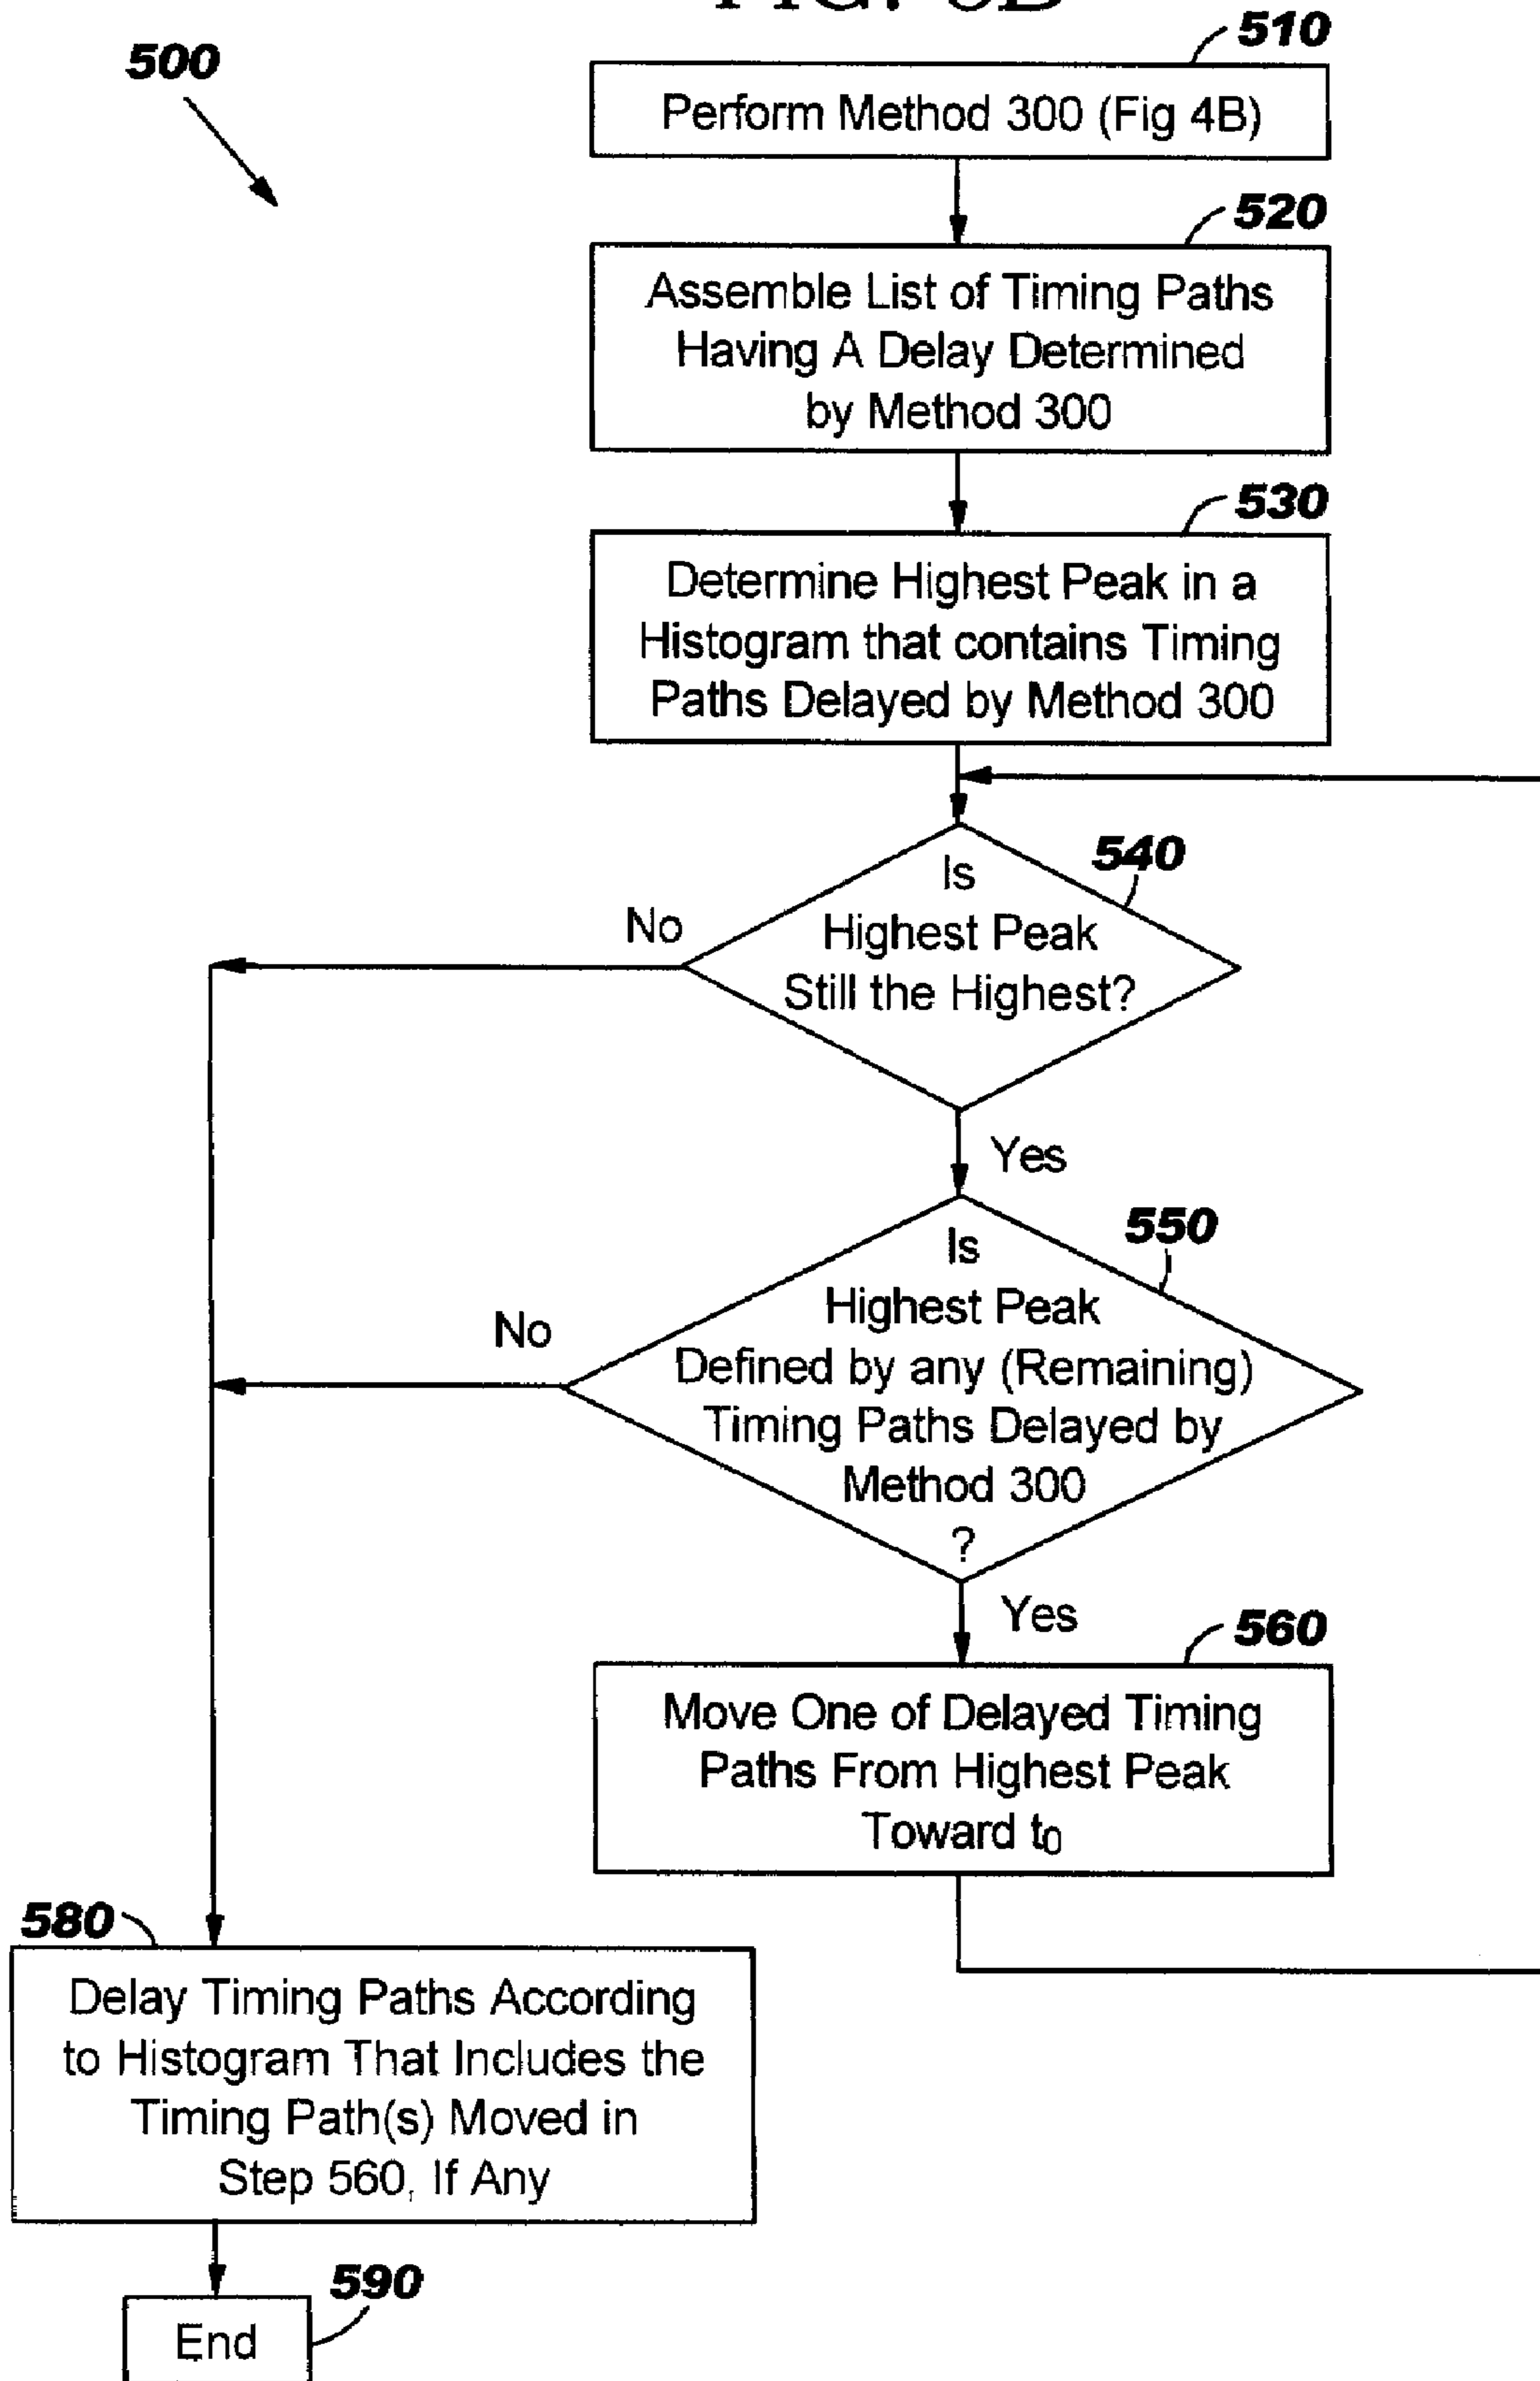 500
510
Perform Method 300 (Fig 4B)
520
Assemble List of Timing Paths
Having A Delay Determined
by Method 300
530
Determine Highest Peak in a
Histogram that contains Timing
Paths Delayed by Method 300
540
Is
Highest Peak
Still the Highest?
No
Yes
550
Is
Highest Peak
Defined by any (Remaining)
Timing Paths Delayed by
Method 300
?
No
Yes
560
Move One of Delayed Timing
Paths From Highest Peak
Toward t0
580
Delay Timing Paths According
to Histogram That Includes the
Timing Path(s) Moved in
Step 560, If Any
590
End